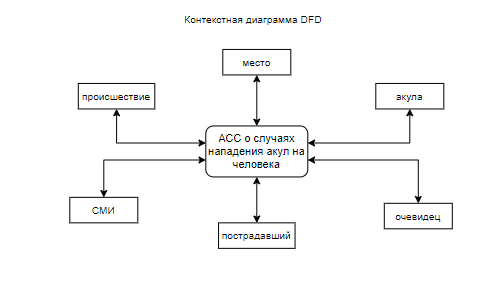 Контекстная диаграмма DFD
место
происшествие
акула
АСС о случаях
нападения акул на
человека
СМИ
очевидец
пострадавший